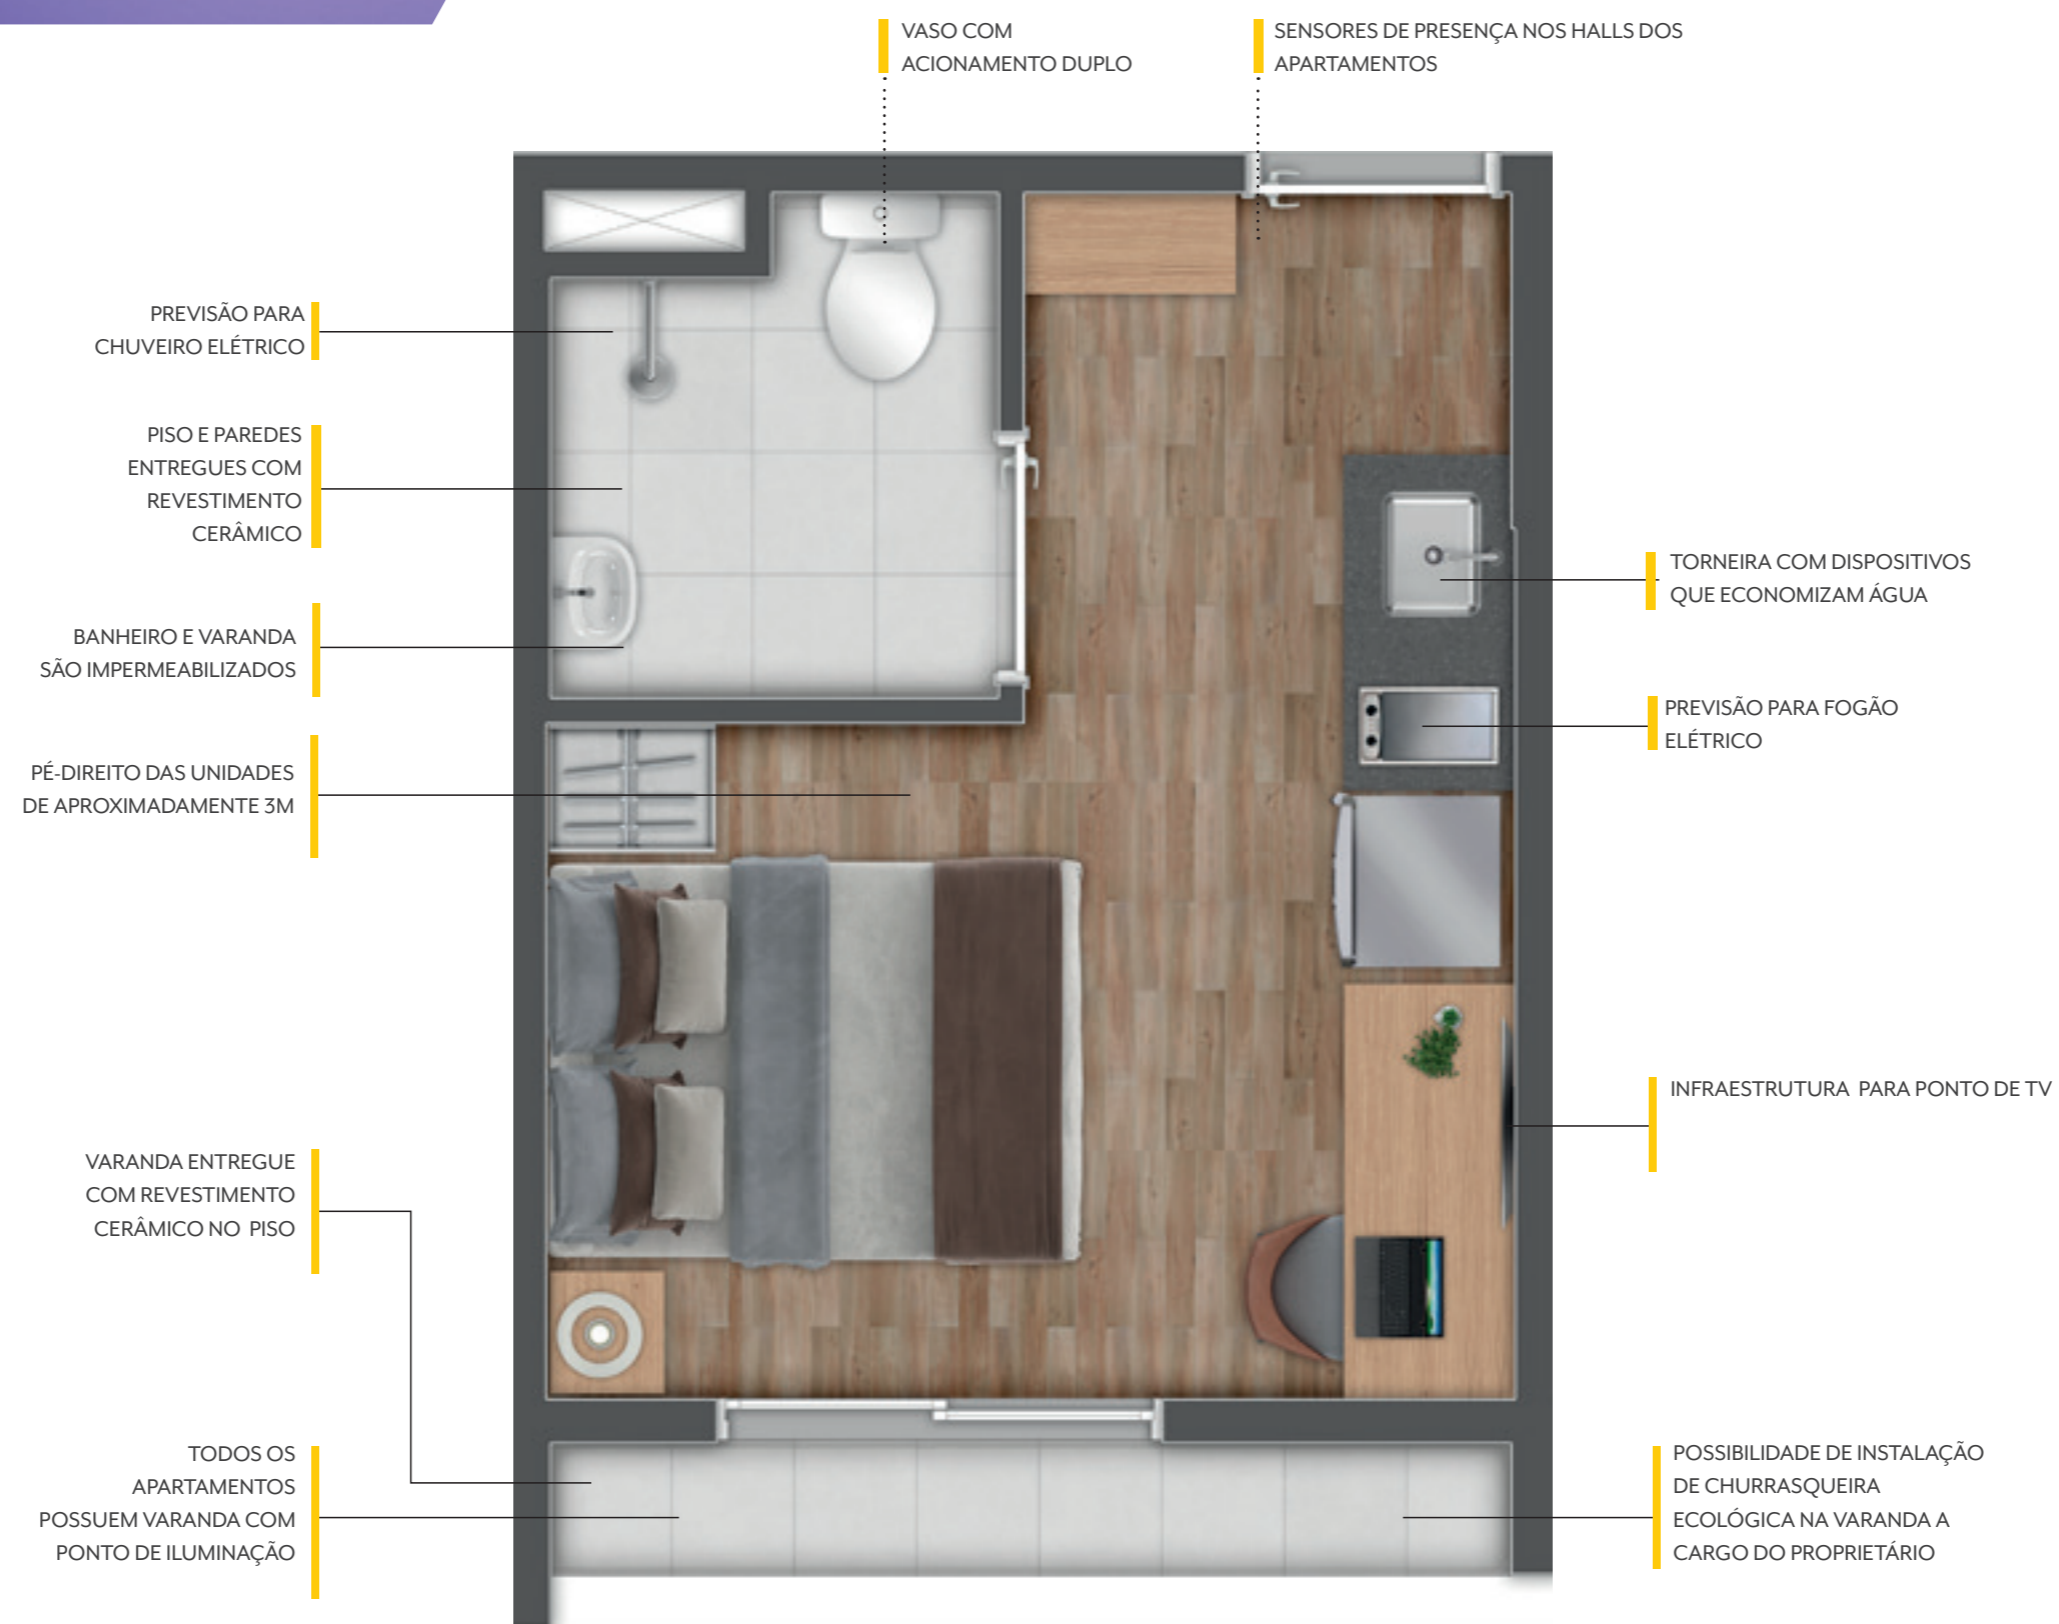 VASO COM
ACIONAMENTO DUPLO
SENSORES DE PRESENÇA NOS HALLS DOS
APARTAMENTOS
PREVISÃO PARA
CHUVEIRO ELÉTRICO
PISO E PAREDES
ENTREGUES COM
REVESTIMENTO
CERÂMICO
BANHEIRO E VARANDA
SÃO IMPERMEABILIZADOS
PÉ-DIREITO DAS UNIDADES
DE APROXIMADAMENTE 3M
VARANDA ENTREGUE
COM REVESTIMENTO
CERÂMICO NO PISO
TODOS OS
APARTAMENTOS
POSSUEM VARANDA COM
PONTO DE ILUMINAÇÃO
TORNEIRA COM DISPOSITIVOS
QUE ECONOMIZAM ÁGUA
PREVISÃO PARA FOGÃO
ELÉTRICO
INFRAESTRUTURA PARA PONTO DE TV
POSSIBILIDADE DE INSTALAÇÃO
DE CHURRASQUEIRA
ECOLÓGICA NA VARANDA A
CARGO DO PROPRIETÁRIO